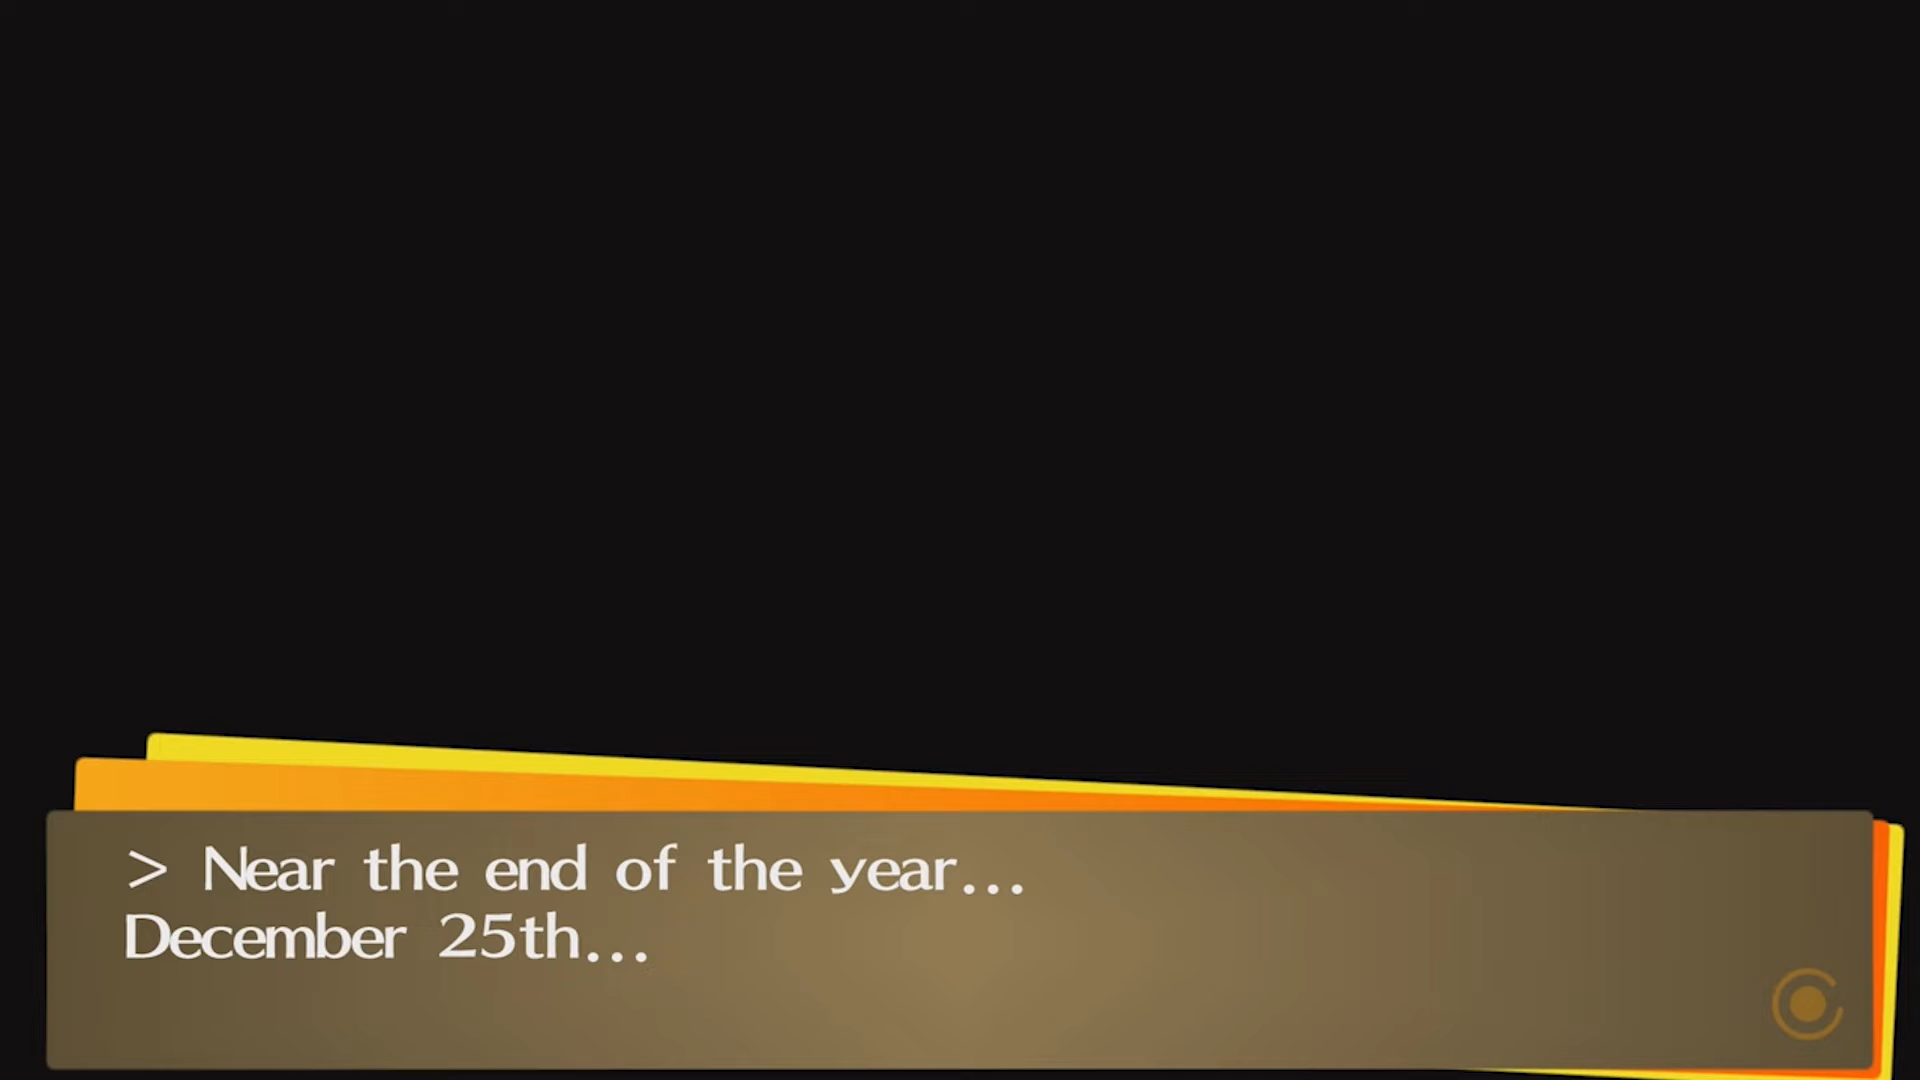 > Near the end of the year...
December 25th...